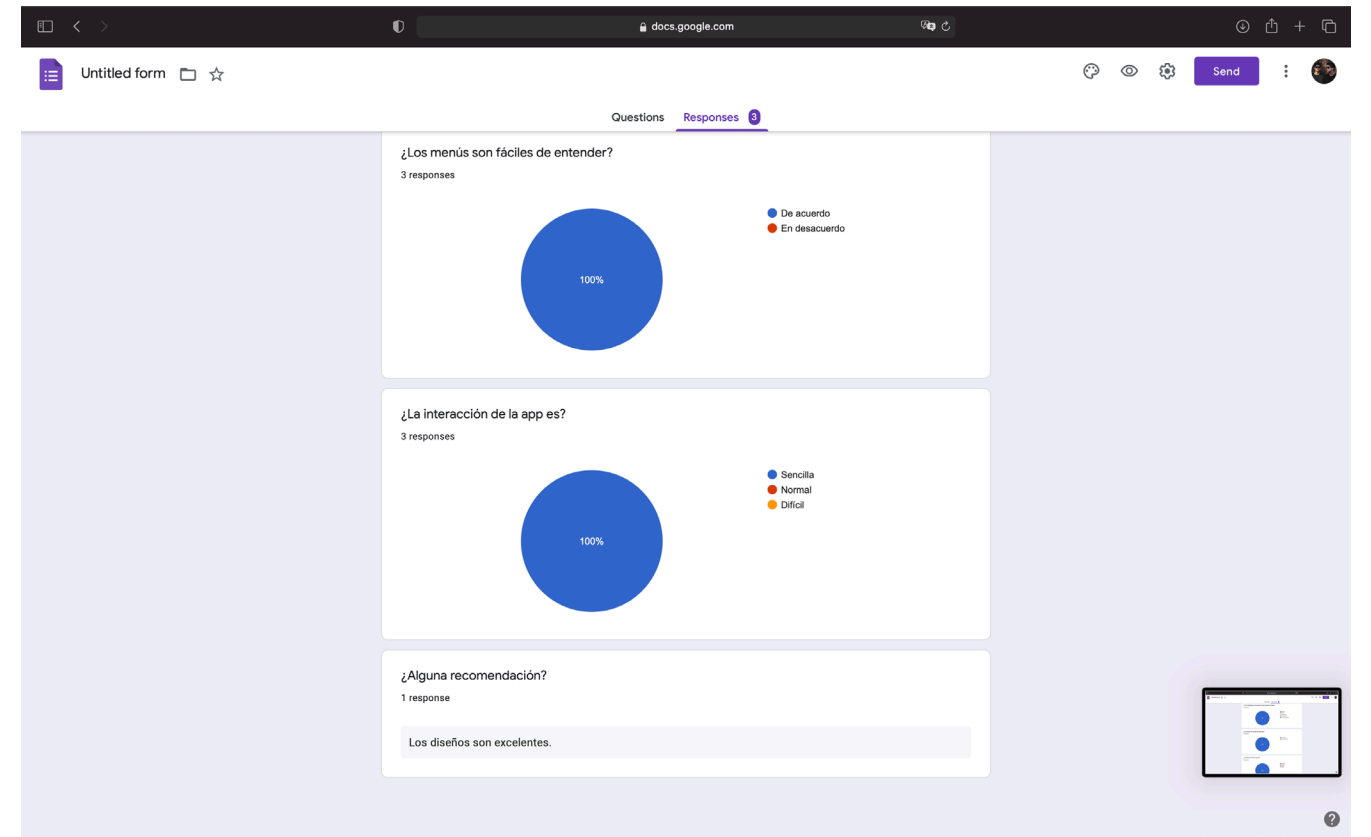 docs.google.com
Untitled form
Send
Questions
Responses 3
¿Los menús son fáciles de entender?
3 responses
De acuerdo
En desacuerdo
100%
¿La interacción de la app es?
3 responses
Sencilla
Normal
Difícil
100%
¿Alguna recomendación?
1 response
Los diseños son excelentes.